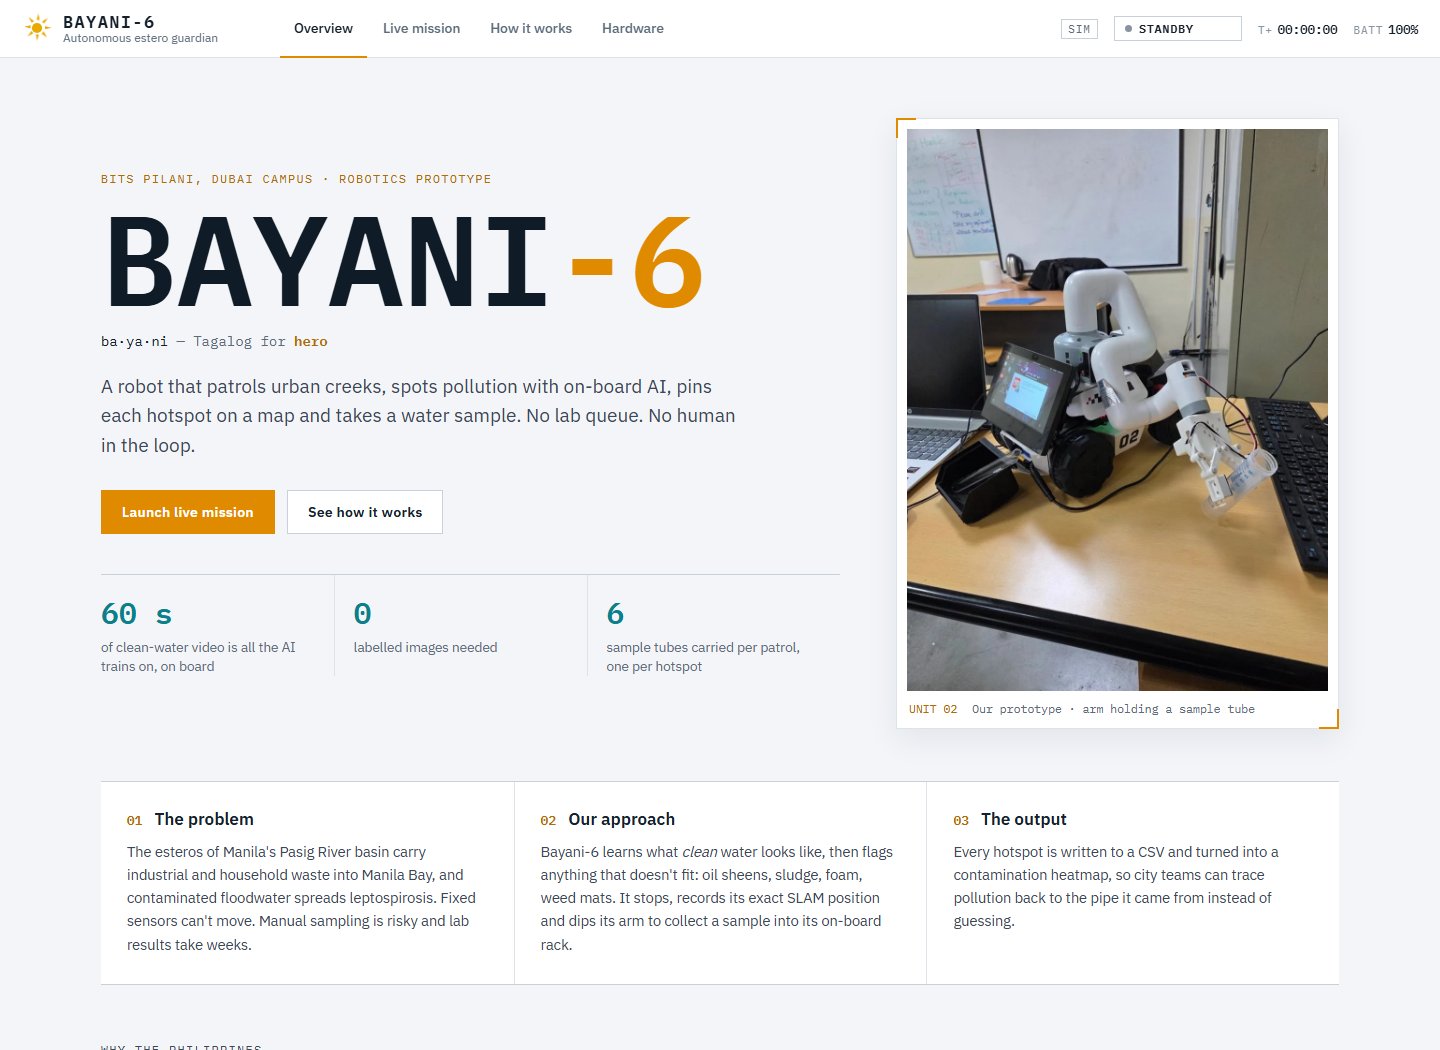 BAYANI-6
Autonomous estero guardian
Overview
Live mission
How it works
Hardware
SIM
STANDBY
T+ 00:00:00
BATT 100%
BITS PILANI, DUBAI CAMPUS · ROBOTICS PROTOTYPE
BAYANI-6
ba·ya·ni — Tagalog for hero
A robot that patrols urban creeks, spots pollution with on-board AI, pins
each hotspot on a map and takes a water sample. No lab queue. No human
in the loop.
Launch live mission
See how it works
60 s
of clean-water video is all the AI
trains on, on board
0
labelled images needed
6
sample tubes carried per patrol,
one per hotspot
02
UNIT 02 Our prototype · arm holding a sample tube
01 The problem
The esteros of Manila's Pasig River basin carry
industrial and household waste into Manila Bay, and
contaminated floodwater spreads leptospirosis. Fixed
sensors can't move. Manual sampling is risky and lab
results take weeks.
02 Our approach
Bayani-6 learns what clean water looks like, then flags
anything that doesn't fit: oil sheens, sludge, foam,
weed mats. It stops, records its exact SLAM position
and dips its arm to collect a sample into its on-board
rack.
03 The output
Every hotspot is written to a CSV and turned into a
contamination heatmap, so city teams can trace
pollution back to the pipe it came from instead of
guessing.
WHY THE PHILIPPINES